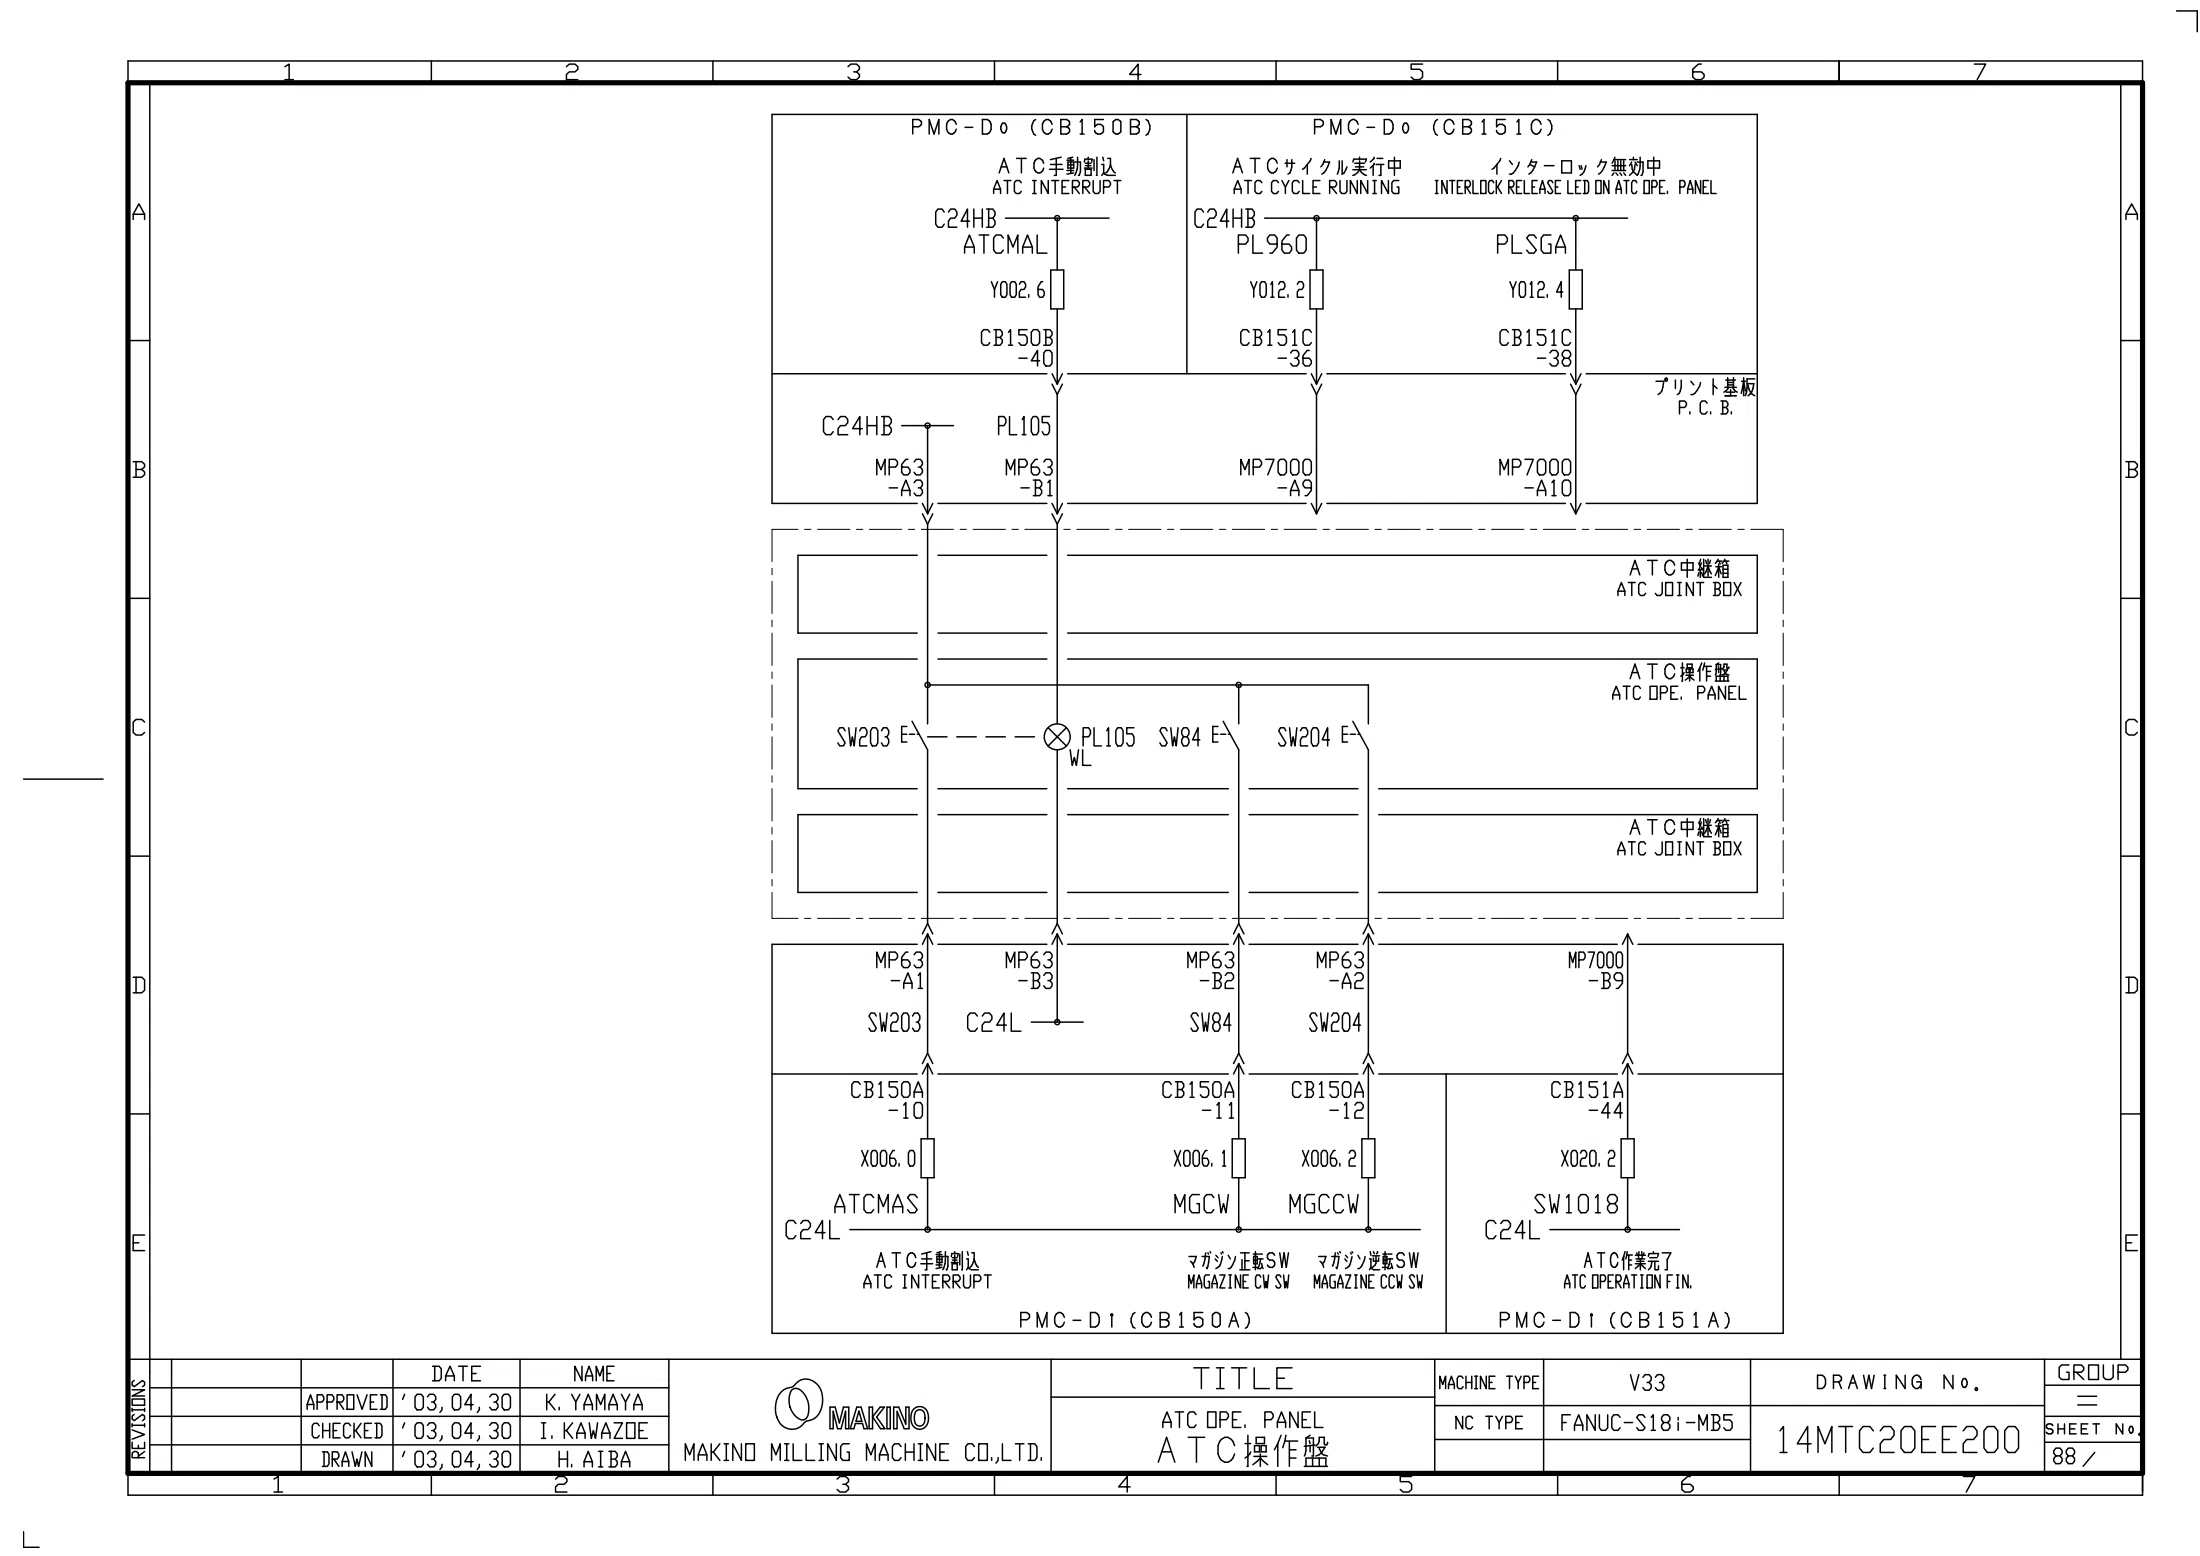 1 2 3 4 5 6 7
PMC-Do (CB150B) PMC-Do (CB151C)
ATC手動割込 ATCサイクル実行中 インターロック無効中
ATC INTERRUPT ATC CYCLE RUNNING INTERLOCK RELEASE LED ON ATC OPE. PANEL
A A
C24HB C24HB
ATCMAL PL960 PLSGA
Y002.6 Y012.2 Y012.4
CB150B CB151C CB151C
-40 -36 -38
プリント基板
P.C.B.
C24HB PL105
B B
MP63 MP63 MP7000 MP7000
-A3 -B1 -A9 -A10
ATC中継箱
ATC JOINT BOX
ATC操作盤
ATC OPE. PANEL
C C
SW203 E PL105 SW84 E SW204 E
WL
ATC中継箱
ATC JOINT BOX
MP63 MP63 MP63 MP63 MP7000
-A1 -B3 -B2 -A2 -B9
D D
SW203 C24L SW84 SW204
CB150A CB150A CB150A CB151A
-10 -11 -12 -44
X006.0 X006.1 X006.2 X020.2
ATCMAS MGCW MGCCW SW1018
C24L C24L
E E
ATC手動割込 マガジン正転SW マガジン逆転SW ATC作業完了
ATC INTERRUPT MAGAZINE CW SW MAGAZINE CCW SW ATC OPERATION FIN.
PMC-Di (CB150A) PMC-Di (CB151A)
REVISIONS
DATE NAME
APPROVED '03,04,30 K. YAMAYA
CHECKED '03,04,30 I. KAWAZOE
DRAWN '03,04,30 H. AIBA
MAKINO
MAKINO MILLING MACHINE CO.,LTD.
TITLE
ATC OPE. PANEL
ATC操作盤
MACHINE TYPE V33
NC TYPE FANUC-S18i-MB5
DRAWING No.
14MTC20EE200
GROUP
=
SHEET No.
88/
1 2 3 4 5 6 7